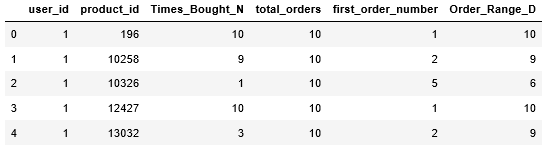 user_id product_id Times_Bought_N total_orders first_order_number Order_Range_D
0 1 196 10 10 1 10
1 1 10258 9 10 2 9
2 1 10326 1 10 5 6
3 1 12427 10 10 1 10
4 1 13032 3 10 2 9